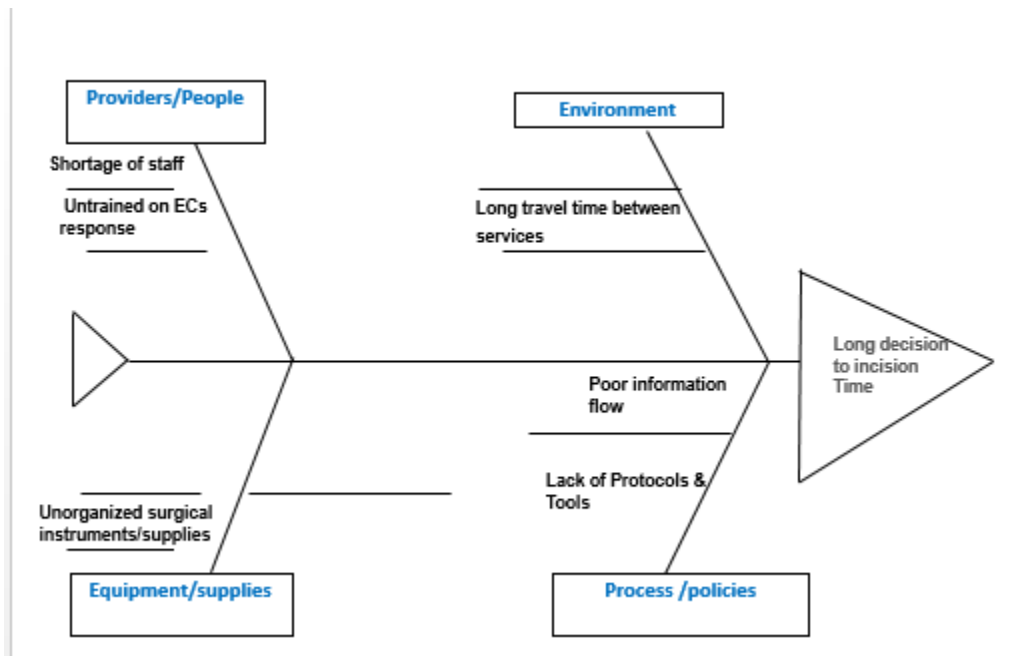 Providers/People
Environment
Shortage of staff
Untrained on ECs
response
Long travel time between
services
Long decision
to incision
Time
Poor information
flow
Lack of Protocols &
Tools
Unorganized surgical
instruments/supplies
Equipment/supplies
Process /policies